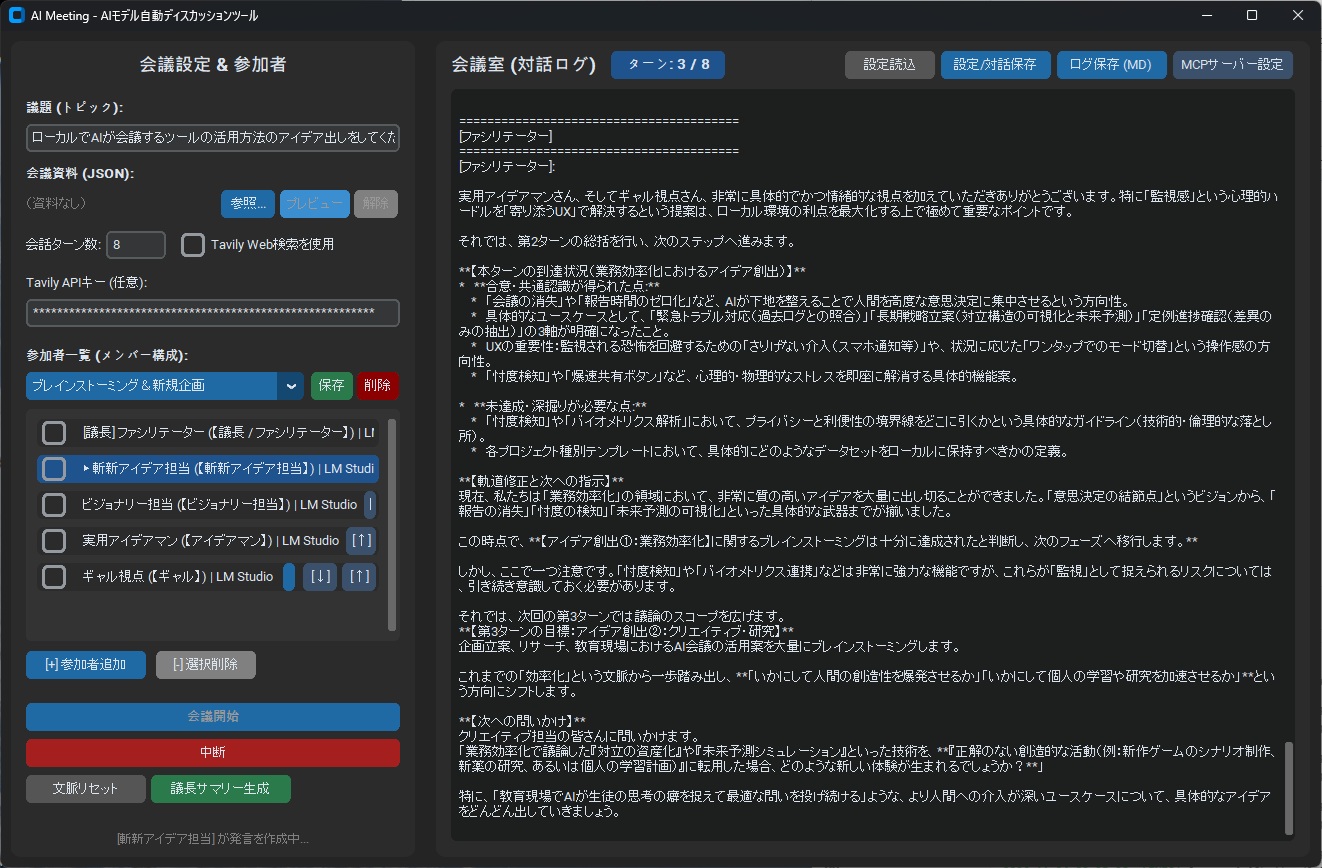 AI Meeting - AIモデル自動ディスカッションツール
会議設定 & 参加者
議題 (トピック):
ローカルでAIが会議するツールの活用方法のアイデア出しをしてくだ
会議資料 (JSON):
(資料なし)
参照...
プレビュー
解除
会話ターン数:
8
Tavily Web検索を使用
Tavily APIキー (任意):
*********************************************************
参加者一覧 (メンバー構成):
ブレインストーミング＆新規企画
保存
削除
[議長]ファシリテーター (【議長 / ファシリテーター】) | LM
▸ 斬新アイデア担当 (【斬新アイデア担当】) | LM Studi
ビジョナリー担当 (【ビジョナリー担当】) | LM Studio
実用アイデアマン (【アイデアマン】) | LM Studio
[↑]
ギャル視点 (【ギャル】) | LM Studio
[↓]
[↑]
[+] 参加者追加
[-] 選択削除
会議開始
中断
文脈リセット
議長サマリー生成
[斬新アイデア担当] が発言を作成中...
会議室 (対話ログ)
ターン: 3 / 8
設定読込
設定/対話保存
ログ保存 (MD)
MCPサーバー設定
========================================
[ファシリテーター]
========================================
[ファシリテーター]:
実用アイデアマンさん、そしてギャル視点さん、非常に具体的でかつ情緒的な視点を加えていただきありがとうございます。特に「監視感」という心理的ハ
ードルを「寄り添うUX」で解決するという提案は、ローカル環境の利点を最大化する上で極めて重要なポイントです。
それでは、第2ターンの総括を行い、次のステップへ進みます。
**【本ターンの到達状況（業務効率化におけるアイデア創出）】**
* **合意・共通認識が得られた点:**
* 「会議の消失」や「報告時間のゼロ化」など、AIが下地を整えることで人間を高度な意思決定に集中させるという方向性。
* 具体的なユースケースとして、「緊急トラブル対応（過去ログとの照合）」「長期戦略立案（対立構造の可視化と未来予測）」「定例進捗確認（差異の
みの抽出）」の3軸が明確になったこと。
* UXの重要性：監視される恐怖を回避するための「さりげない介入（スマホ通知等）」や、状況に応じた「ワンタップでのモード切替」という操作感の方
向性。
* 「忖度検知」や「爆速共有ボタン」など、心理的・物理的なストレスを即座に解消する具体的機能案。
* **未達成・深掘りが必要な点:**
* 「忖度検知」や「バイオメトリクス解析」において、プライバシーと利便性の境界線をどこに引くかという具体的なガイドライン（技術的・倫理的な落とし
所）。
* 各プロジェクト種別テンプレートにおいて、具体的にどのようなデータセットをローカルに保持すべきかの定義。
**【軌道修正と次への指示】**
現在、私たちは「業務効率化」の領域において、非常に質の高いアイデアを大量に出し切ることができました。「意思決定の結節点」というビジョンから、「
報告の消失」「忖度の検知」「未来予測の可視化」といった具体的な武器までが揃いました。
この時点で、**【アイデア創出①：業務効率化】に関するブレインストーミングは十分に達成されたと判断し、次のフェーズへ移行します。**
しかし、ここで一つ注意です。「忖度検知」や「バイオメトリクス連携」などは非常に強力な機能ですが、これらが「監視」として捉えられるリスクについては
、引き続き意識しておく必要があります。
それでは、次回の第3ターンでは議論のスコープを広げます。
**【第3ターンの目標：アイデア創出②：クリエイティブ・研究】**
企画立案、リサーチ、教育現場におけるAI会議の活用案を大量にブレインストーミングします。
これまでの「効率化」という文脈から一歩踏み出し、**「いかにして人間の創造性を爆発させるか」「いかにして個人の学習や研究を加速させるか」**とい
う方向にシフトします。
**【次への問いかけ】**
クリエイティブ担当の皆さんに問いかけます。
「業務効率化で議論した『対立の資産化』や『未来予測シミュレーション』といった技術を、**『正解のない創造的な活動（例：新作ゲームのシナリオ制作、
新薬の研究、あるいは個人の学習計画）』に転用した場合、どのような新しい体験が生まれるでしょうか？**」
特に、「教育現場でAIが生徒の思考の癖を捉えて最適な問いを投げ続ける」ような、より人間への介入が深いユースケースについて、具体的なアイデア
をどんどん出していきましょう。